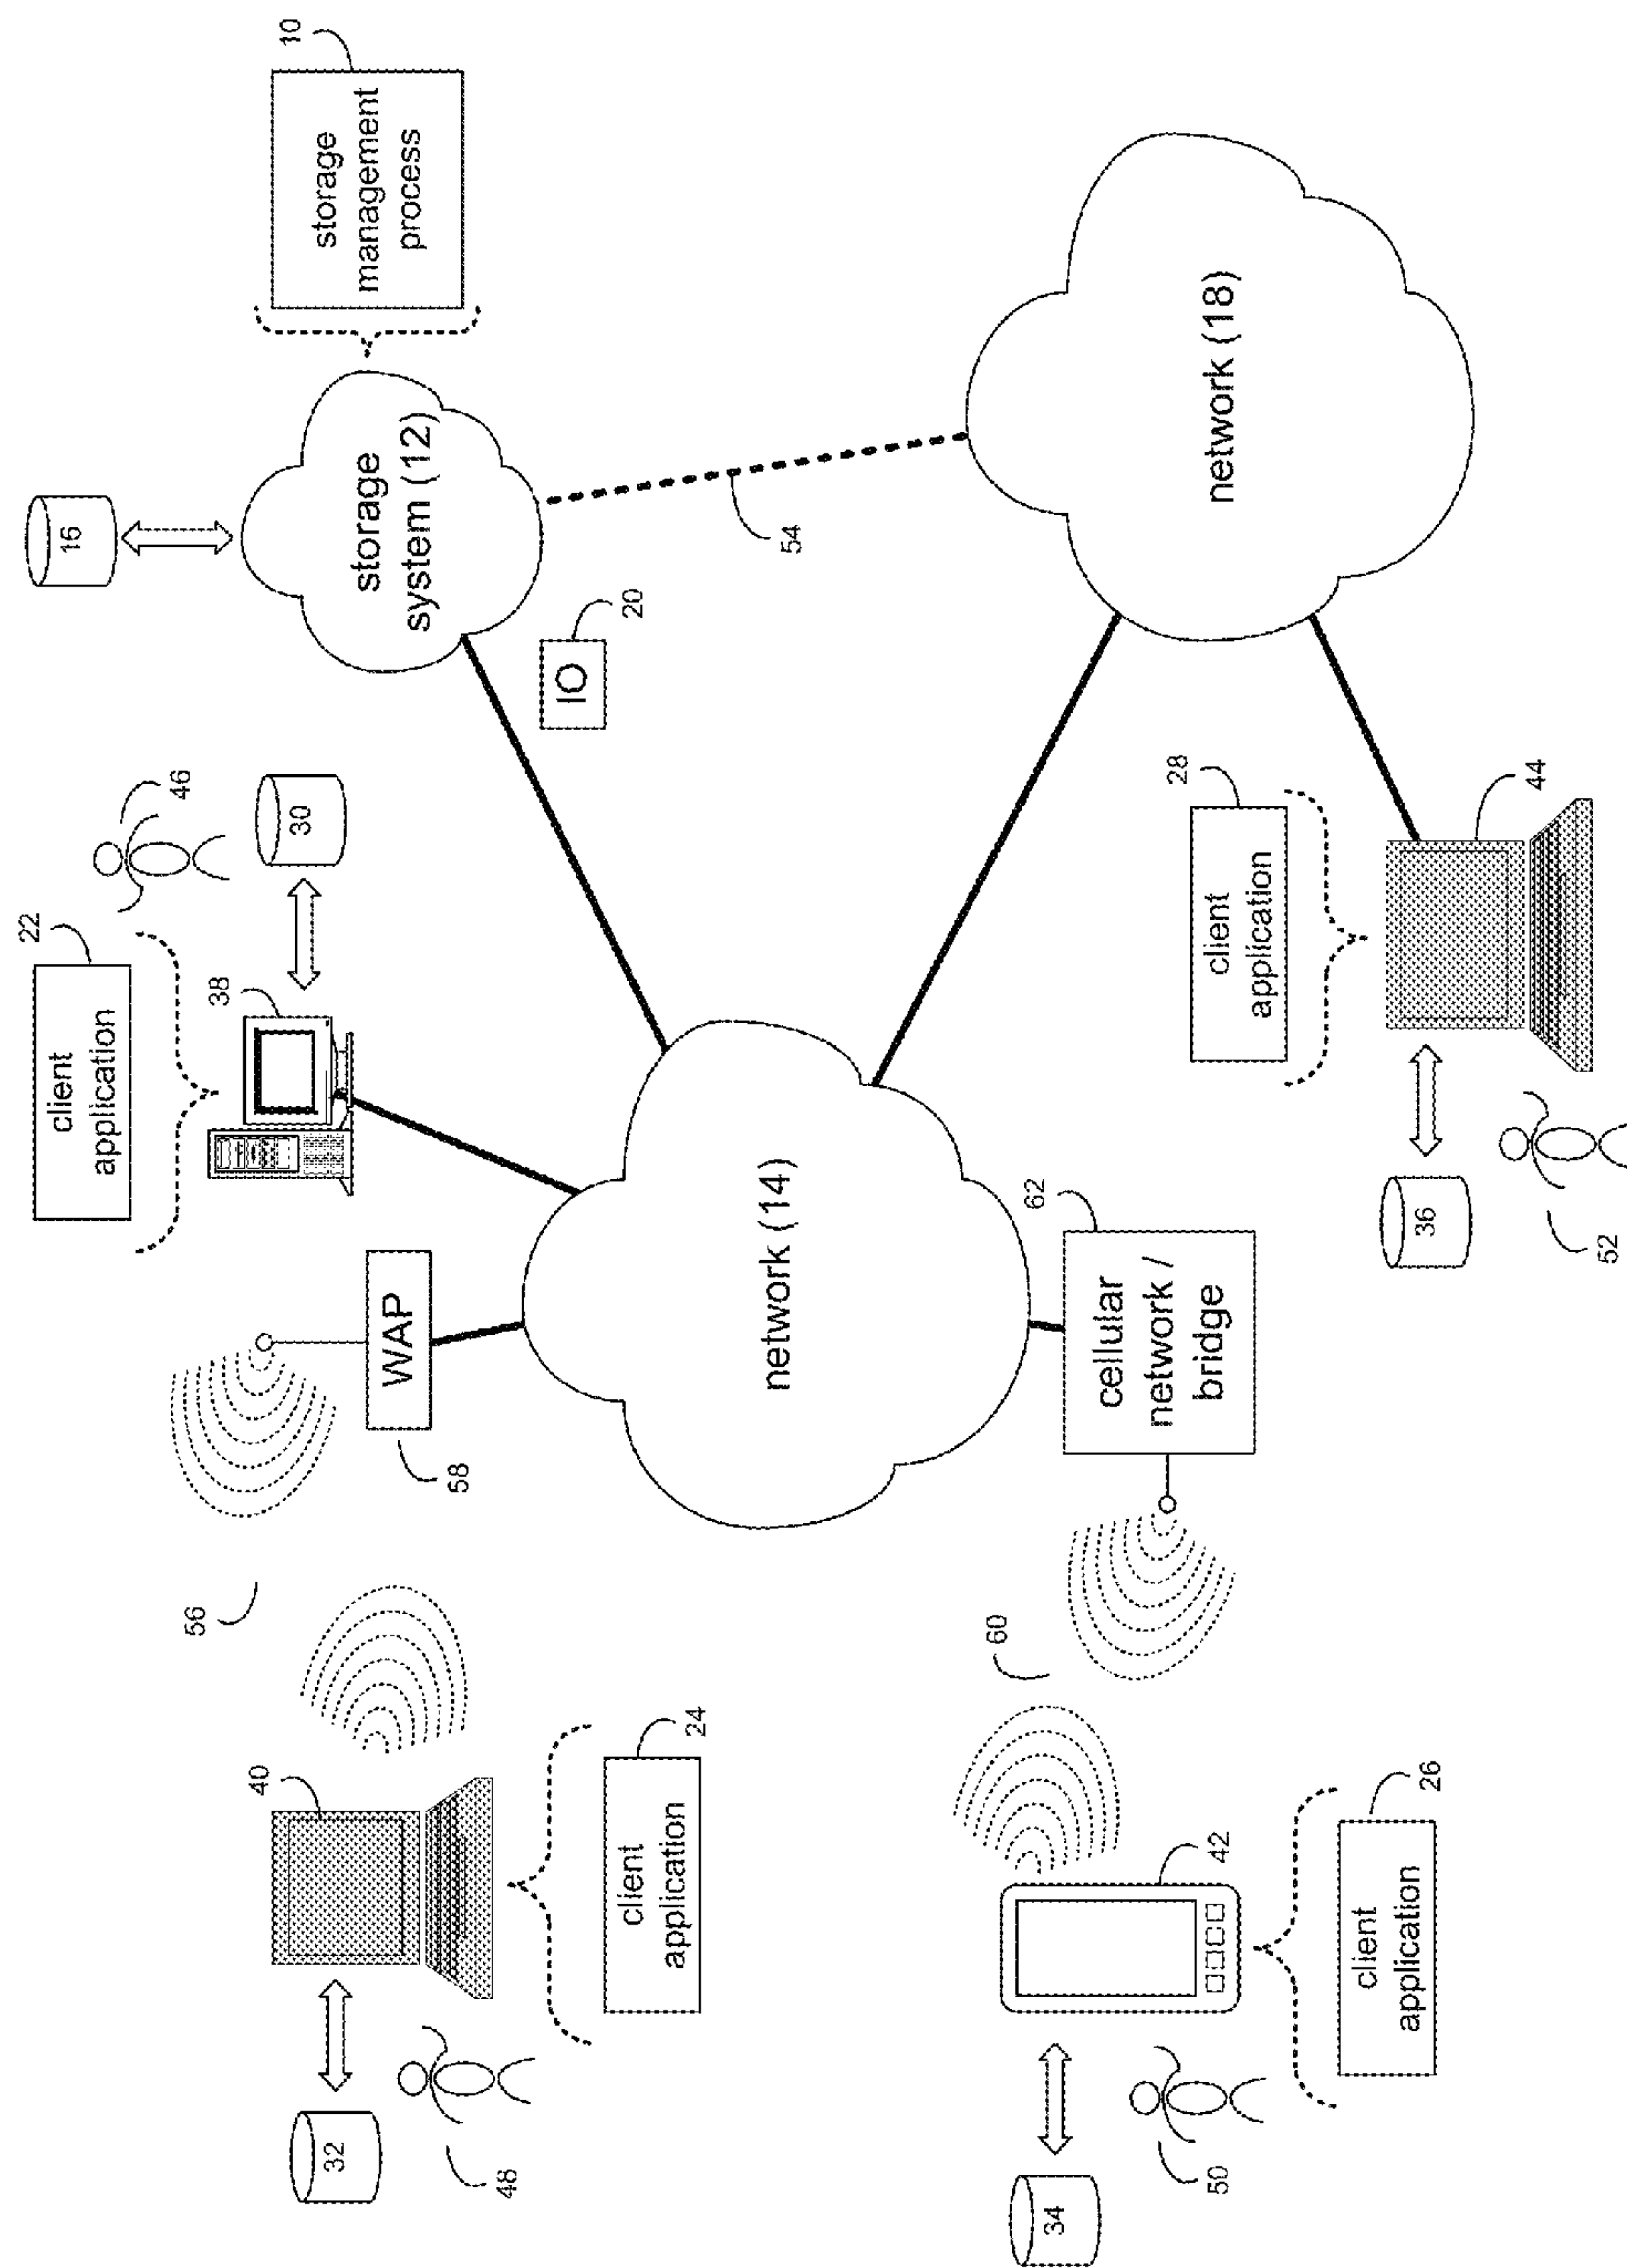 10
storage
management
process
16
storage
system (12)
54
network (18)
20
IO
46
30
22
client
application
38
28
client
application
44
36
52
network (14)
WAP
58
62
cellular
network /
bridge
56
60
40
24
client
application
32
48
42
26
client
application
34
50